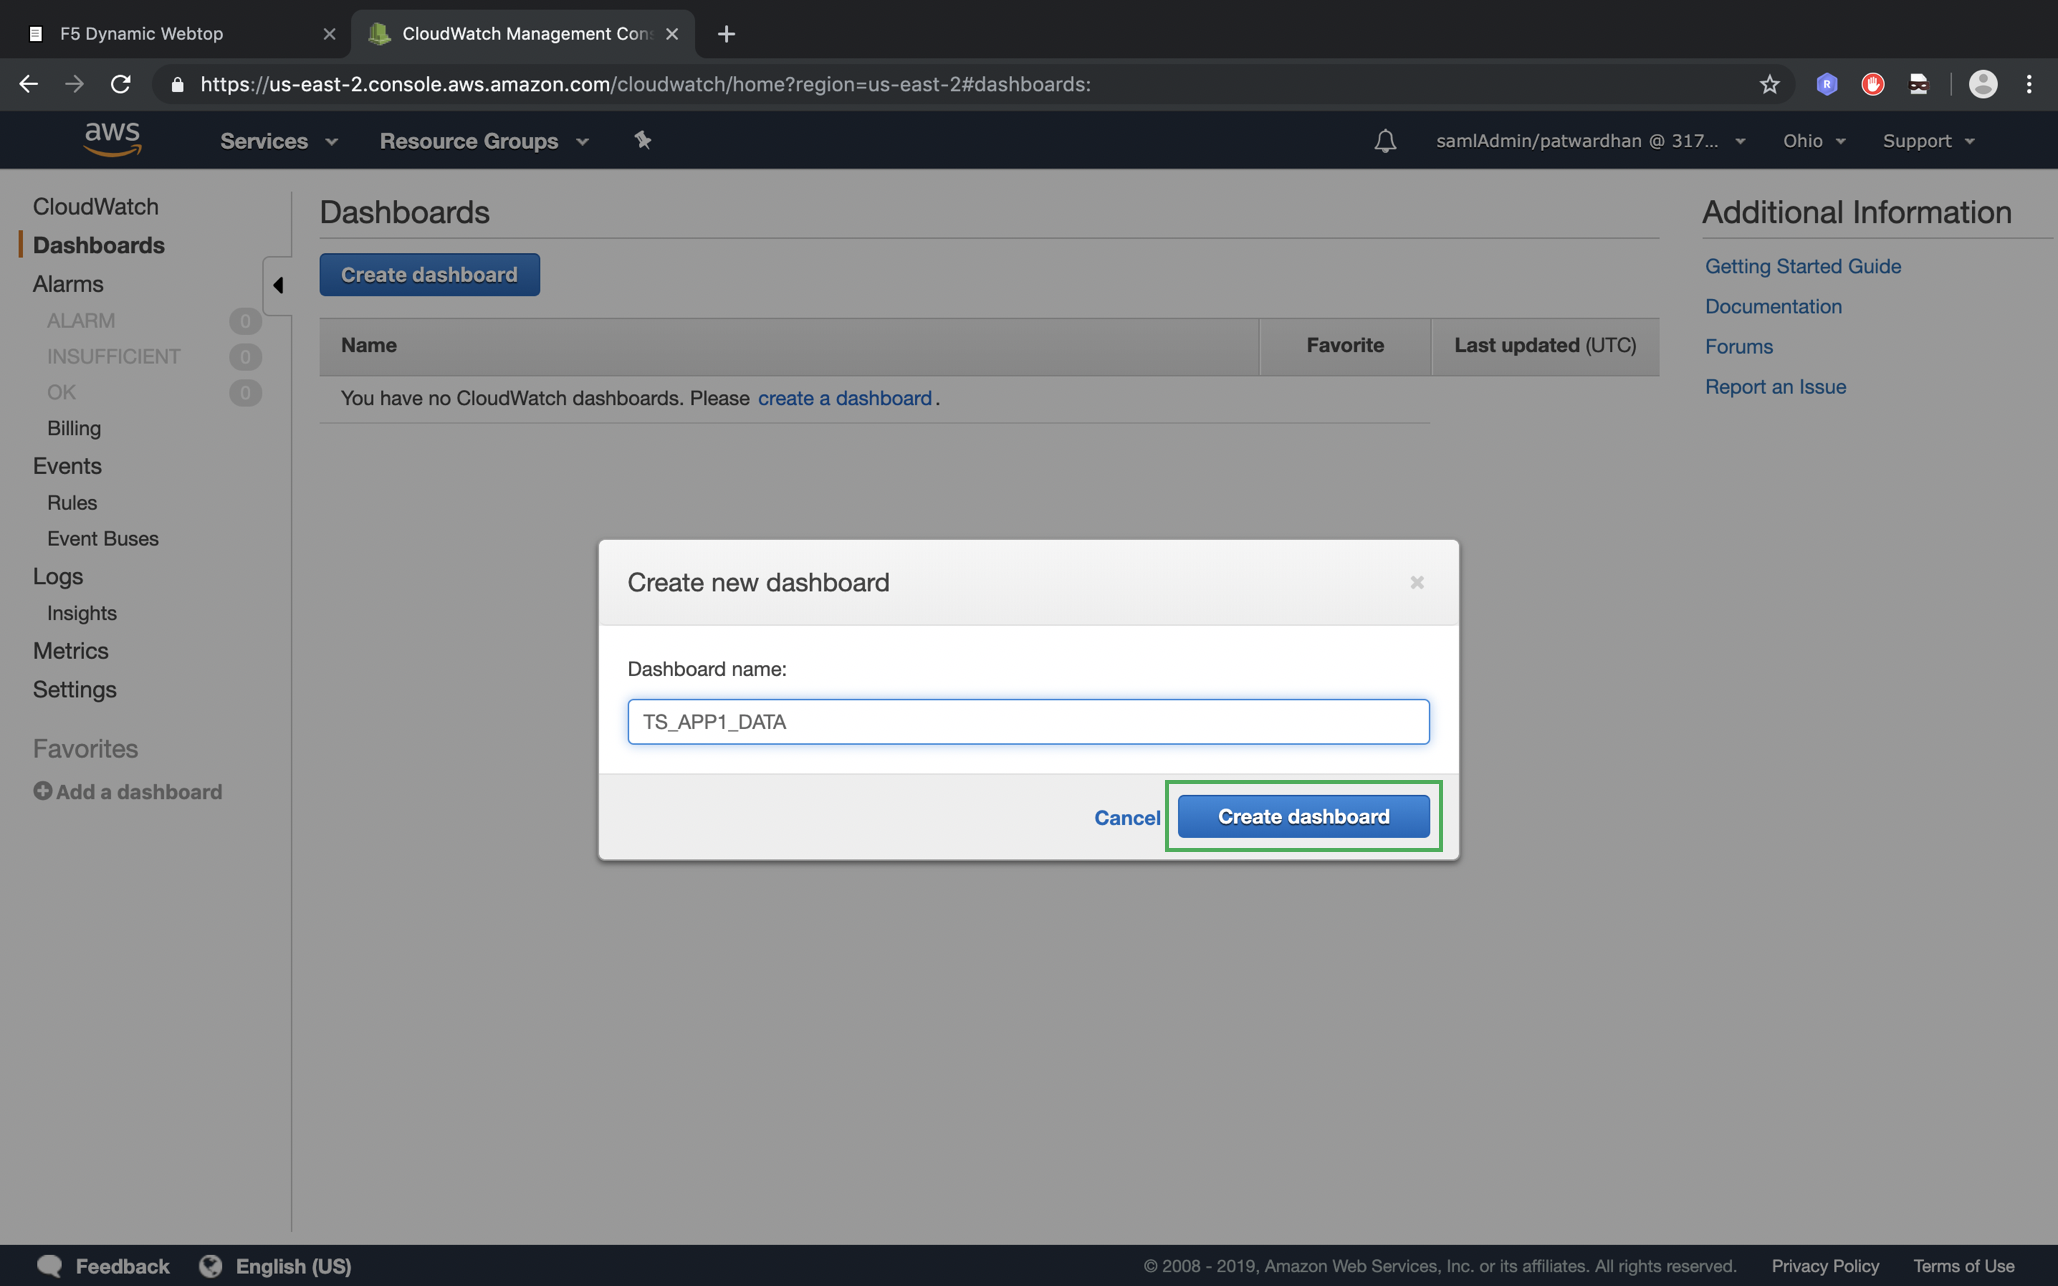 F5 Dynamic Webtop
CloudWatch Management Con
https://us-east-2.console.aws.amazon.com/cloudwatch/home?region=us-east-2#dashboards:
R
aws
Services
Resource Groups
samlAdmin/patwardhan @ 317...
Ohio
Support
CloudWatch
Dashboards
Alarms
ALARM 0
INSUFFICIENT 0
OK 0
Billing
Events
Rules
Event Buses
Logs
Insights
Metrics
Settings
Favorites
Add a dashboard
Dashboards
Create dashboard
Name Favorite Last updated (UTC)
You have no CloudWatch dashboards. Please create a dashboard.
Additional Information
Getting Started Guide
Documentation
Forums
Report an Issue
Create new dashboard
Dashboard name:
TS_APP1_DATA
Cancel Create dashboard
Feedback English (US)
© 2008 - 2019, Amazon Web Services, Inc. or its affiliates. All rights reserved. Privacy Policy Terms of Use